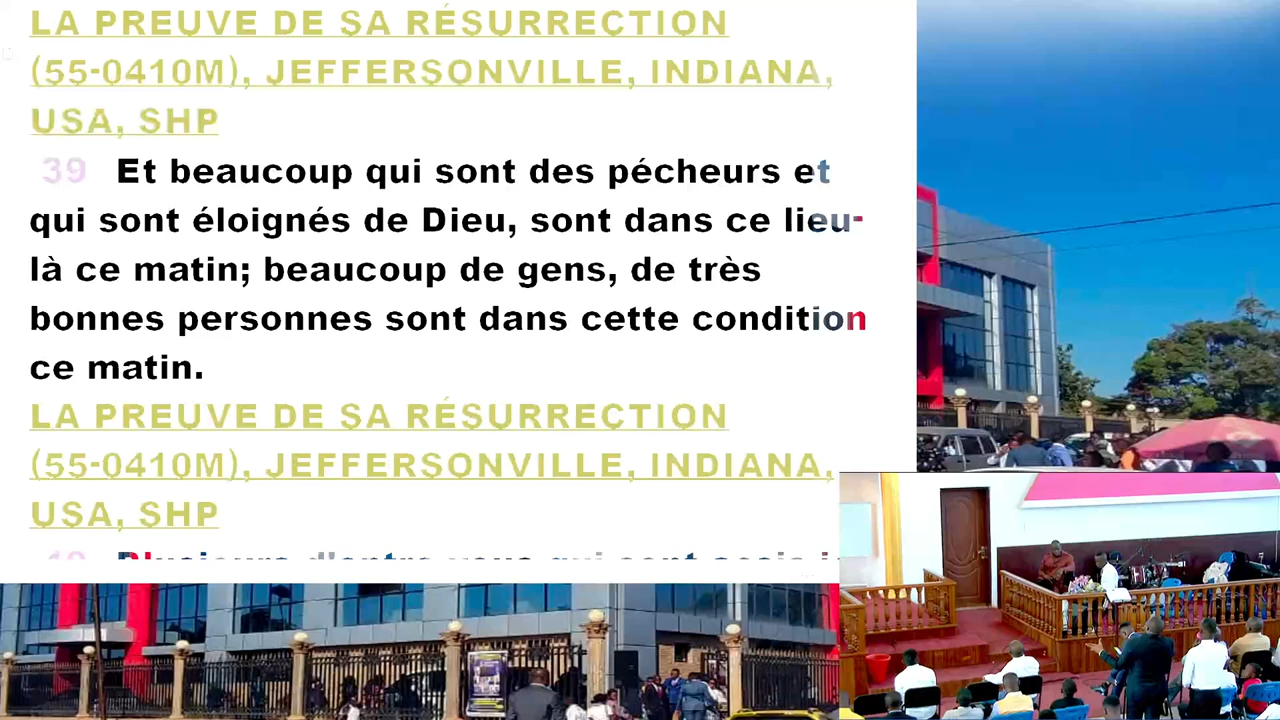 LA PREUVE DE SA RÉSURRECTION
(55-0410M), JEFFERSONVILLE, INDIANA,
USA, SHP
39 Et beaucoup qui sont des pécheurs et
qui sont éloignés de Dieu, sont dans ce lieu-
là ce matin; beaucoup de gens, de très
bonnes personnes sont dans cette condition
ce matin.
LA PREUVE DE SA RÉSURRECTION
(55-0410M), JEFFERSONVILLE, INDIANA,
USA, SHP